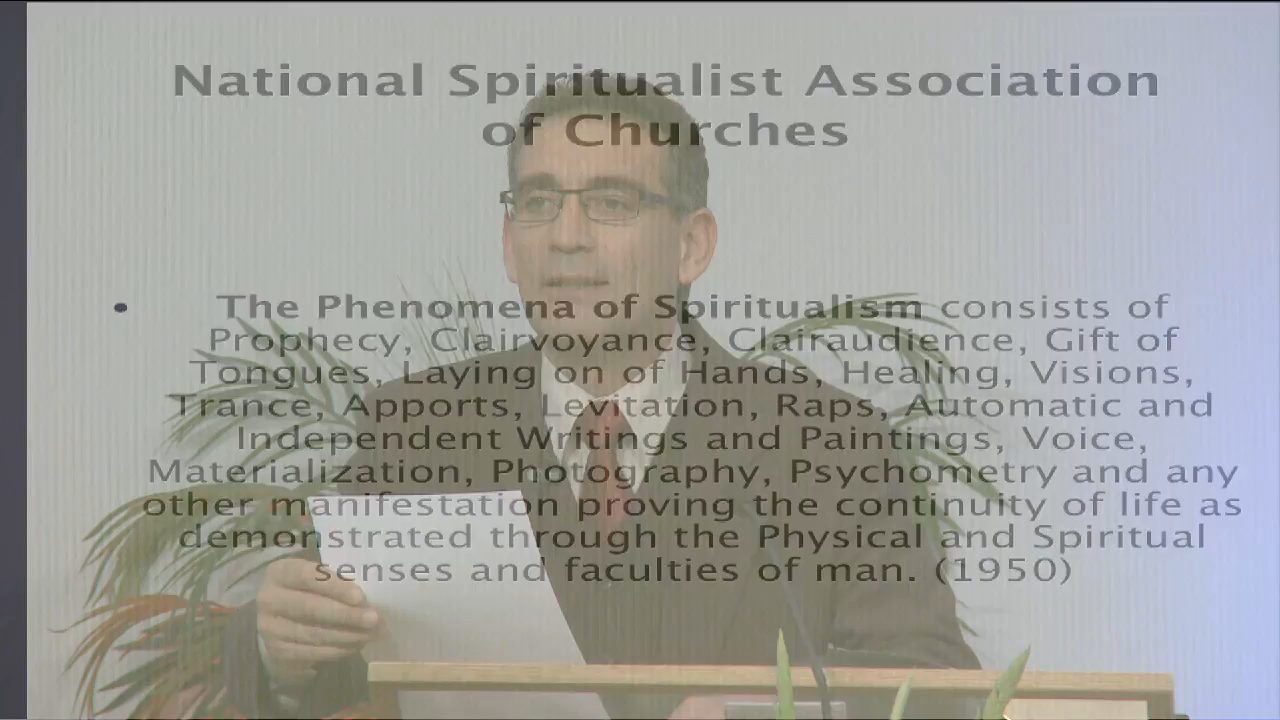 National Spiritualist Association
of Churches
• The Phenomena of Spiritualism consists of
Prophecy, Clairvoyance, Clairaudience, Gift of
Tongues, Laying on of Hands, Healing, Visions,
Trance, Apports, Levitation, Raps, Automatic and
Independent Writings and Paintings, Voice,
Materialization, Photography, Psychometry and any
other manifestation proving the continuity of life as
demonstrated through the Physical and Spiritual
senses and faculties of man. (1950)